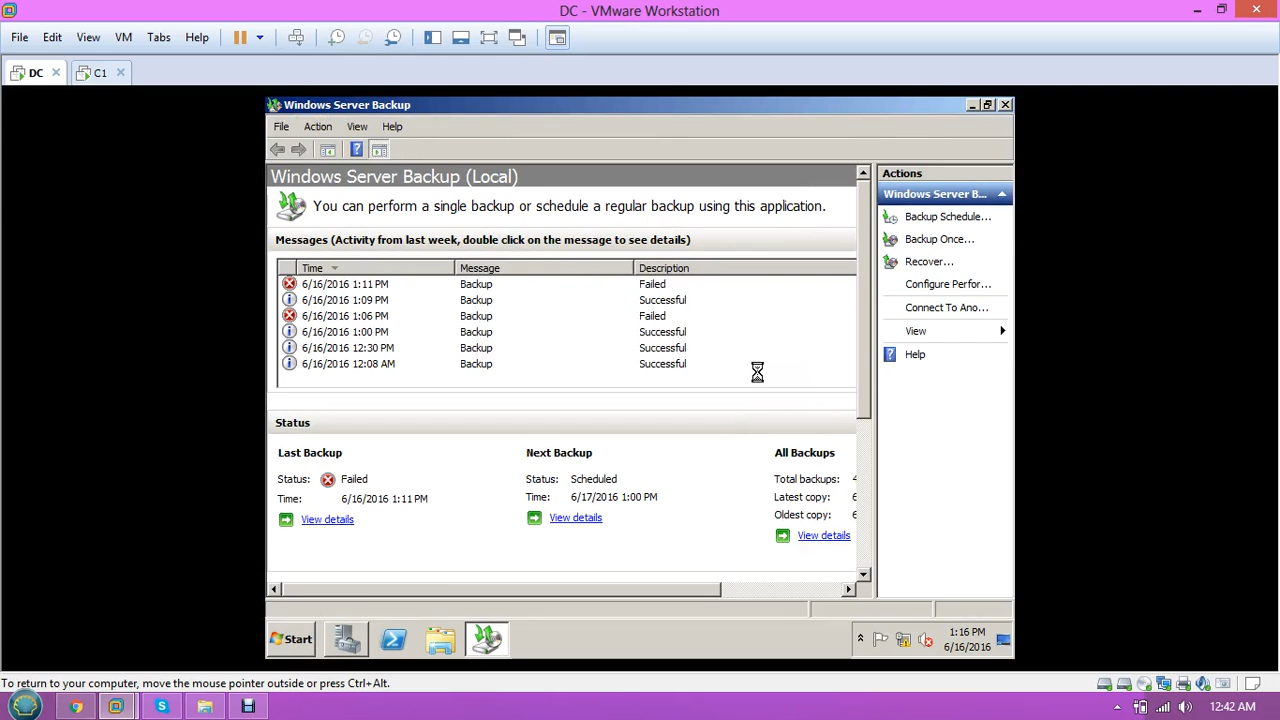 DC - VMware Workstation
File Edit View VM Tabs Help
DC C1
Windows Server Backup
File Action View Help
Windows Server Backup (Local)
You can perform a single backup or schedule a regular backup using this application.
Messages (Activity from last week, double click on the message to see details)
Time Message Description
6/16/2016 1:11 PM Backup Failed
6/16/2016 1:09 PM Backup Successful
6/16/2016 1:06 PM Backup Failed
6/16/2016 1:00 PM Backup Successful
6/16/2016 12:30 PM Backup Successful
6/16/2016 12:08 AM Backup Successful
Status
Last Backup Next Backup All Backups
Status: Failed Status: Scheduled Total backups: 4
Time: 6/16/2016 1:11 PM Time: 6/17/2016 1:00 PM Latest copy: 6
Oldest copy: 6
View details View details View details
Actions
Windows Server B...
Backup Schedule...
Backup Once...
Recover...
Configure Perfor...
Connect To Ano...
View
Help
Start
1:16 PM
6/16/2016
To return to your computer, move the mouse pointer outside or press Ctrl+Alt.
12:42 AM